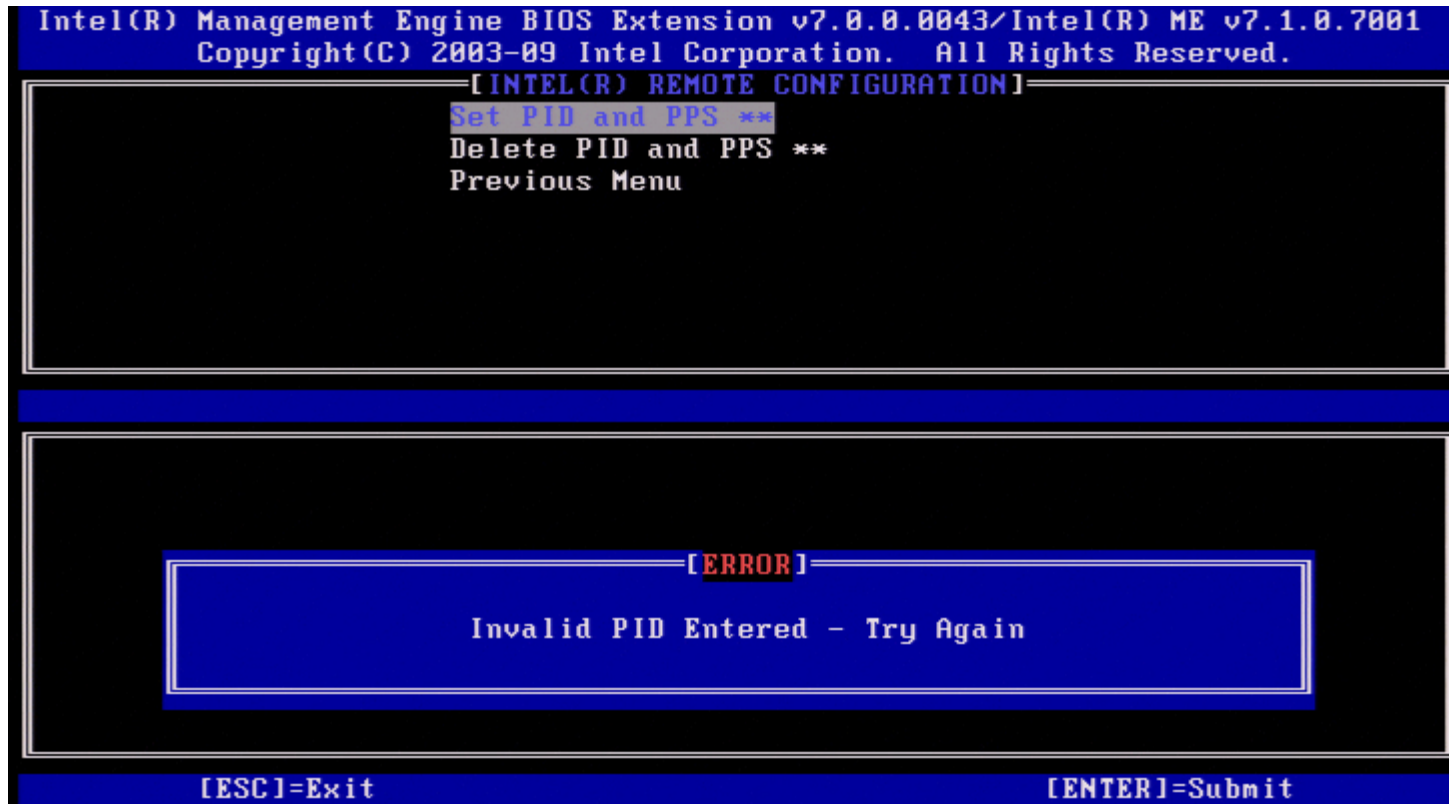 Intel(R) Management Engine BIOS Extension v7.0.0.0043/Intel(R) ME v7.1.0.7001
Copyright(C) 2003-09 Intel Corporation.  All Rights Reserved.
[INTEL(R) REMOTE CONFIGURATION]
Set PID and PPS **
Delete PID and PPS **
Previous Menu
[ERROR]
Invalid PID Entered - Try Again
[ESC]=Exit [ENTER]=Submit